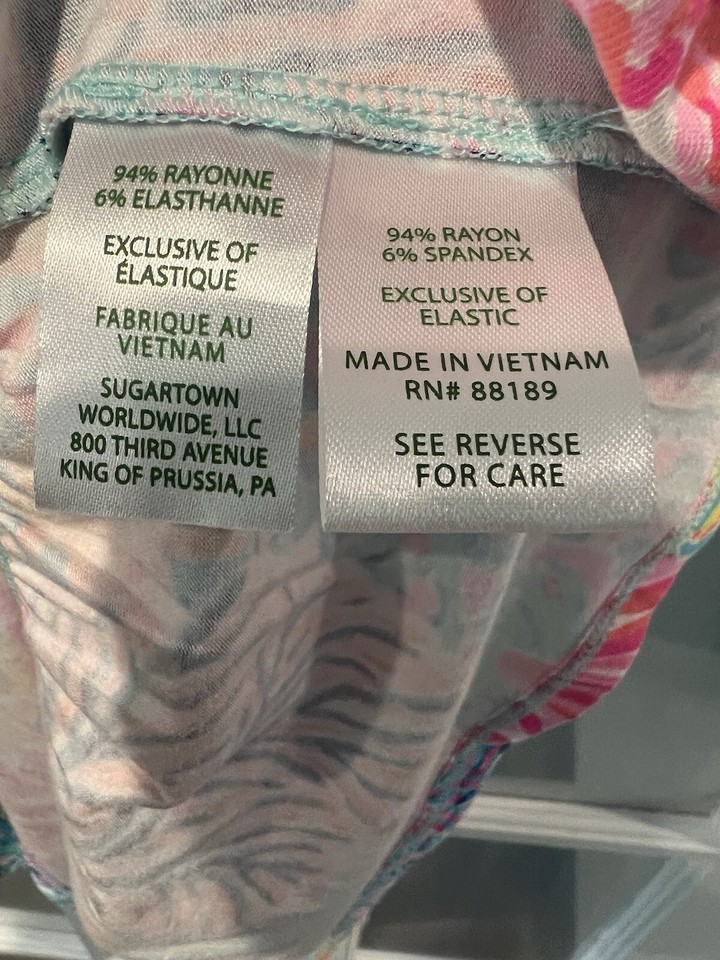 94% RAYONNE
6% ELASTHANNE
EXCLUSIVE OF
ÉLASTIQUE
FABRIQUE AU
VIETNAM
SUGARTOWN
WORLDWIDE, LLC
800 THIRD AVENUE
KING OF PRUSSIA, PA
94% RAYON
6% SPANDEX
EXCLUSIVE OF
ELASTIC
MADE IN VIETNAM
RN# 88189
SEE REVERSE
FOR CARE